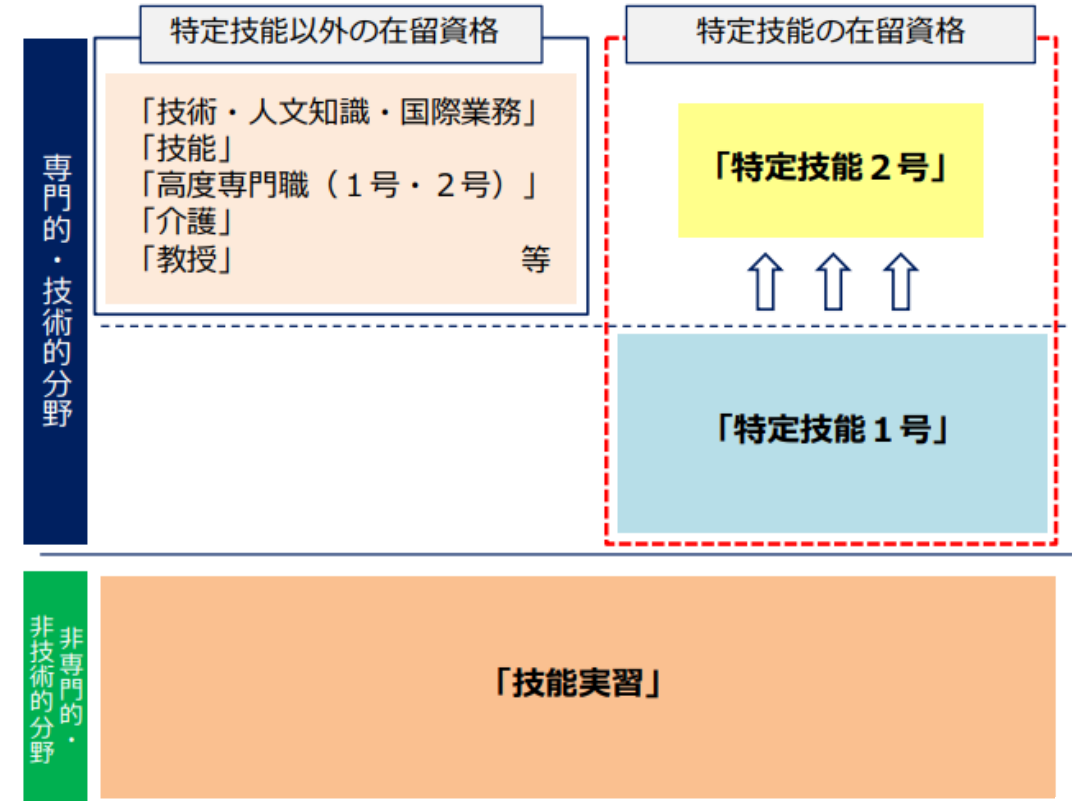 特定技能以外の在留資格
特定技能の在留資格
専門的・技術的分野
「技術・人文知識・国際業務」
「技能」
「高度専門職（１号・２号）」
「介護」
「教授」 等
「特定技能２号」
「特定技能１号」
非専門的・
非技術的分野
「技能実習」